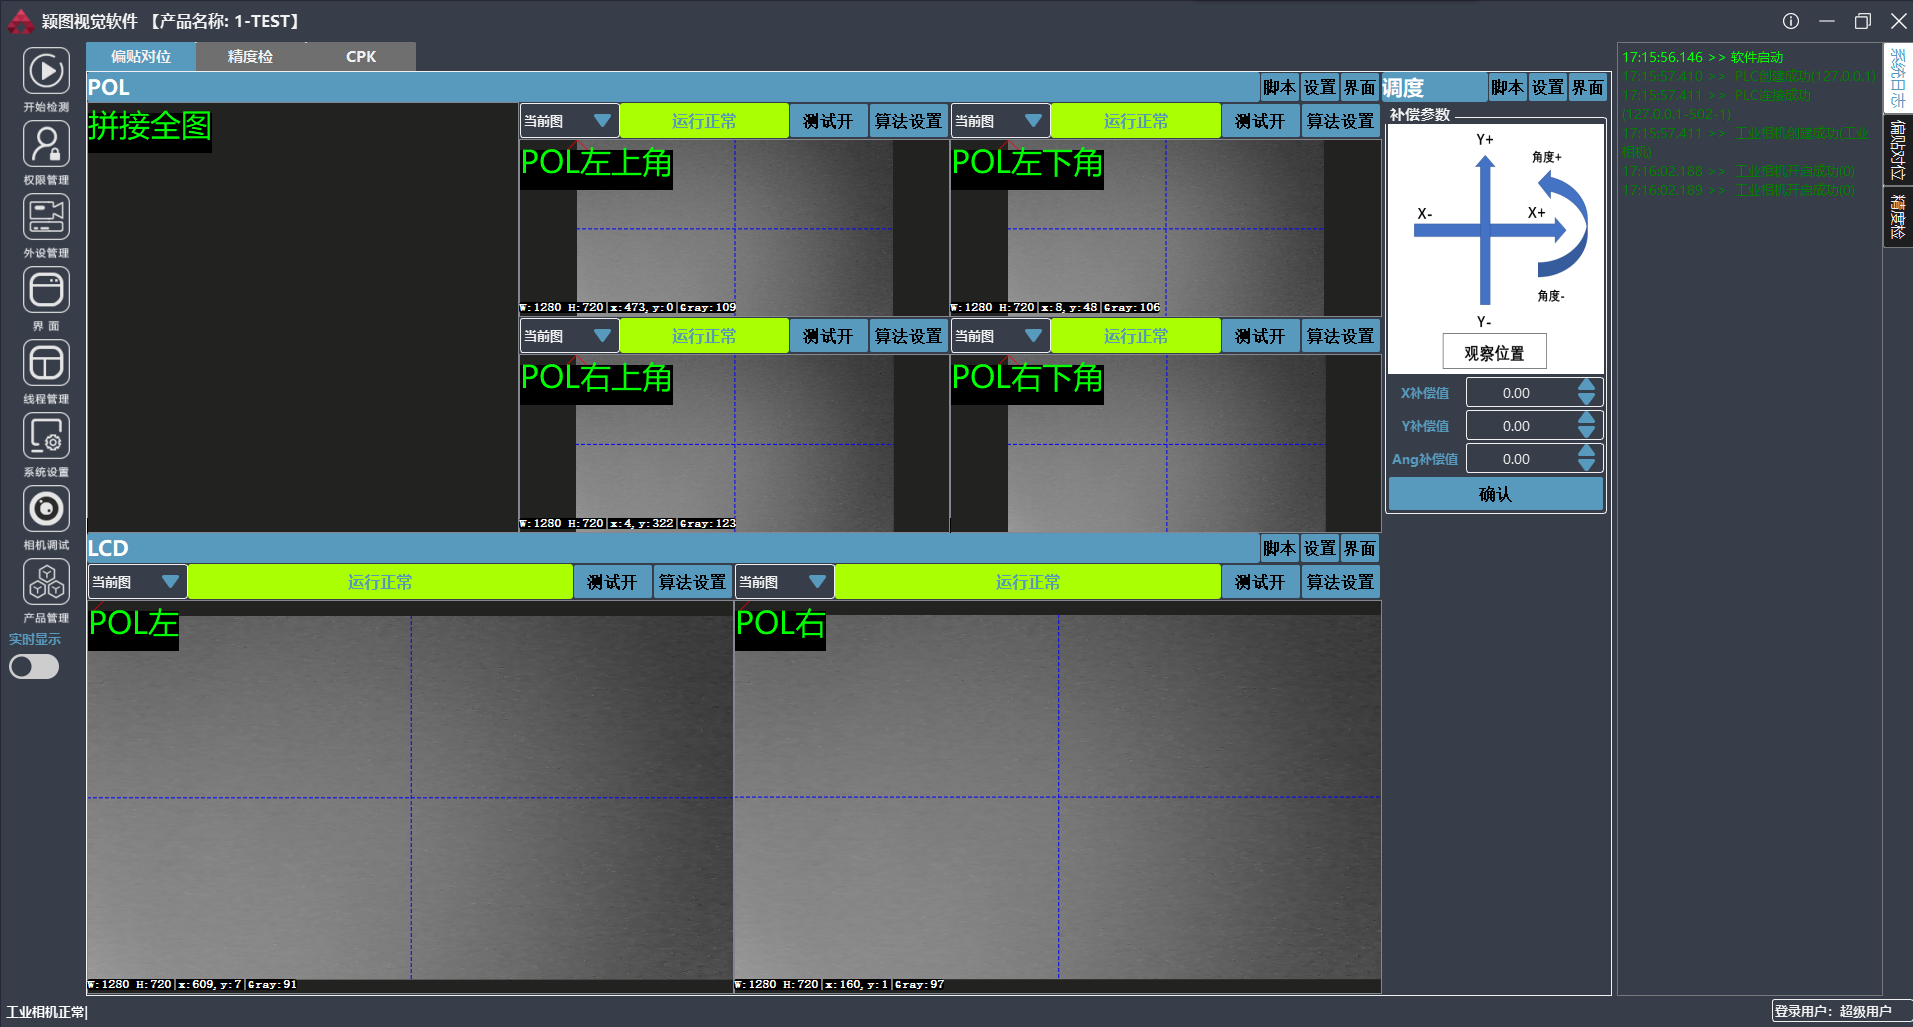 颖图视觉软件 【产品名称: 1-TEST】
开始检测
权限管理
外设管理
界 面
线程管理
系统设置
相机调试
产品管理
实时显示
偏贴对位 精度检 CPK
POL 脚本 设置 界面
拼接全图
当前图 运行正常 测试开 算法设置
POL左上角
W:1280 H:720|x:473,y:0|Gray:109
当前图 运行正常 测试开 算法设置
POL左下角
W:1280 H:720|x:8,y:48|Gray:106
当前图 运行正常 测试开 算法设置
POL右上角
W:1280 H:720|x:4,y:322|Gray:123
当前图 运行正常 测试开 算法设置
POL右下角
LCD 脚本 设置 界面
当前图 运行正常 测试开 算法设置
POL左
W:1280 H:720|x:609,y:7|Gray:91
当前图 运行正常 测试开 算法设置
POL右
W:1280 H:720|x:160,y:1|Gray:97
调度 脚本 设置 界面
补偿参数
Y+
角度+
X- X+
角度-
Y-
观察位置
X补偿值 0.00
Y补偿值 0.00
Ang补偿值 0.00
确认
17:15:56.146 >> 软件启动
17:15:57.410 >> PLC创建成功(127.0.0.1)
17:15:57.411 >> PLC连接成功
(127.0.0.1-502-1)
17:15:57.411 >> 工业相机创建成功(工业
相机)
17:16:02.188 >> 工业相机开启成功(0)
17:16:02.189 >> 工业相机开启成功(0)
系统日志
偏贴对位
精度检
工业相机正常|
登录用户: 超级用户